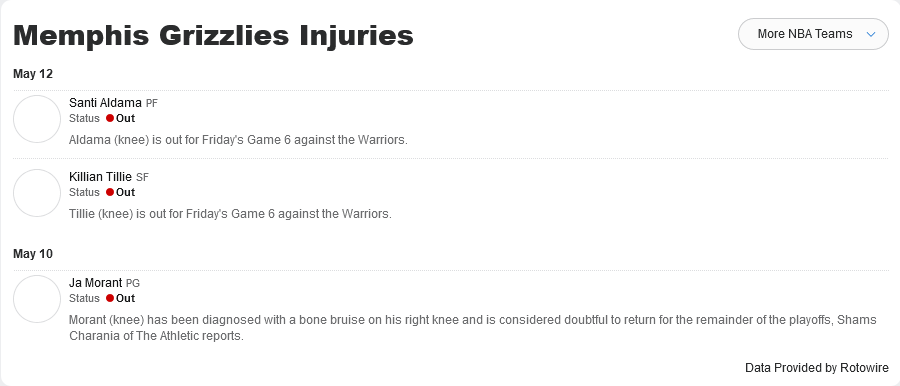 Memphis Grizzlies Injuries
More NBA Teams
May 12
Santi Aldama PF
Status Out
Aldama (knee) is out for Friday's Game 6 against the Warriors.
Killian Tillie SF
Status Out
Tillie (knee) is out for Friday's Game 6 against the Warriors.
May 10
Ja Morant PG
Status Out
Morant (knee) has been diagnosed with a bone bruise on his right knee and is considered doubtful to return for the remainder of the playoffs, Shams
Charania of The Athletic reports.
Data Provided by Rotowire